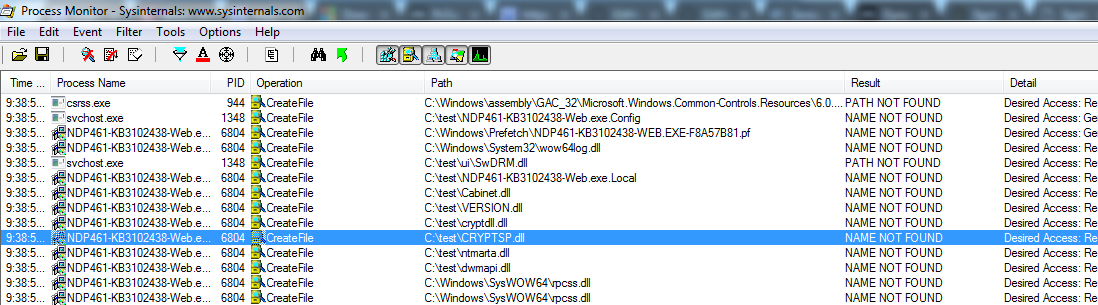 Process Monitor - Sysinternals: www.sysinternals.com
File Edit Event Filter Tools Options Help
Time ... Process Name PID Operation Path Result Detail
9:38:5... csrss.exe 944 CreateFile C:\Windows\assembly\GAC_32\Microsoft.Windows.Common-Controls.Resources\6.0.... PATH NOT FOUND Desired Access: Re
9:38:5... svchost.exe 1348 CreateFile C:\test\NDP461-KB3102438-Web.exe.Config NAME NOT FOUND Desired Access: Ge
9:38:5... NDP461-KB3102438-Web.e... 6804 CreateFile C:\Windows\Prefetch\NDP461-KB3102438-WEB.EXE-F8A57B81.pf NAME NOT FOUND Desired Access: Ge
9:38:5... NDP461-KB3102438-Web.e... 6804 CreateFile C:\Windows\System32\wow64log.dll NAME NOT FOUND Desired Access: Re
9:38:5... svchost.exe 1348 CreateFile C:\test\ui\SwDRM.dll PATH NOT FOUND Desired Access: Re
9:38:5... NDP461-KB3102438-Web.e... 6804 CreateFile C:\test\NDP461-KB3102438-Web.exe.Local NAME NOT FOUND Desired Access: Re
9:38:5... NDP461-KB3102438-Web.e... 6804 CreateFile C:\test\Cabinet.dll NAME NOT FOUND Desired Access: Re
9:38:5... NDP461-KB3102438-Web.e... 6804 CreateFile C:\test\VERSION.dll NAME NOT FOUND Desired Access: Re
9:38:5... NDP461-KB3102438-Web.e... 6804 CreateFile C:\test\cryptdll.dll NAME NOT FOUND Desired Access: Re
9:38:5... NDP461-KB3102438-Web.e... 6804 CreateFile C:\test\CRYPTSP.dll NAME NOT FOUND Desired Access: Re
9:38:5... NDP461-KB3102438-Web.e... 6804 CreateFile C:\test\ntmarta.dll NAME NOT FOUND Desired Access: Re
9:38:5... NDP461-KB3102438-Web.e... 6804 CreateFile C:\test\dwmapi.dll NAME NOT FOUND Desired Access: Re
9:38:5... NDP461-KB3102438-Web.e... 6804 CreateFile C:\Windows\SysWOW64\rpcss.dll NAME NOT FOUND Desired Access: Re
9:38:5... NDP461-KB3102438-Web.e... 6804 CreateFile C:\Windows\SysWOW64\rpcss.dll NAME NOT FOUND Desired Access: Re